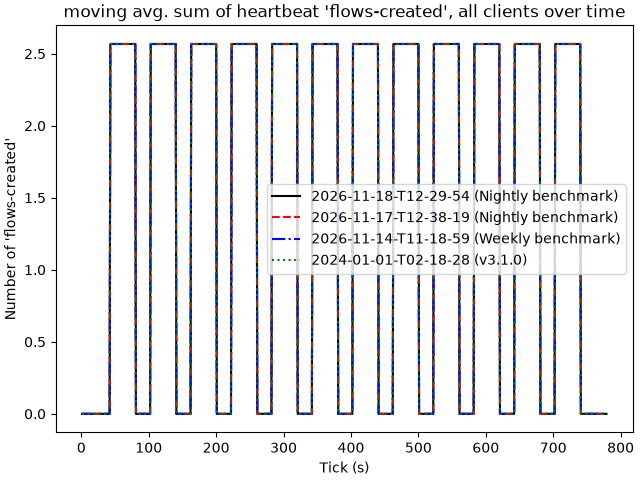 moving avg. sum of heartbeat 'flows-created', all clients over time
Number of 'flows-created'
2.5
2.0
1.5
1.0
0.5
0.0
2026-11-18-T12-29-54 (Nightly benchmark)
2026-11-17-T12-38-19 (Nightly benchmark)
2026-11-14-T11-18-59 (Weekly benchmark)
2024-01-01-T02-18-28 (v3.1.0)
0 100 200 300 400 500 600 700 800
Tick (s)